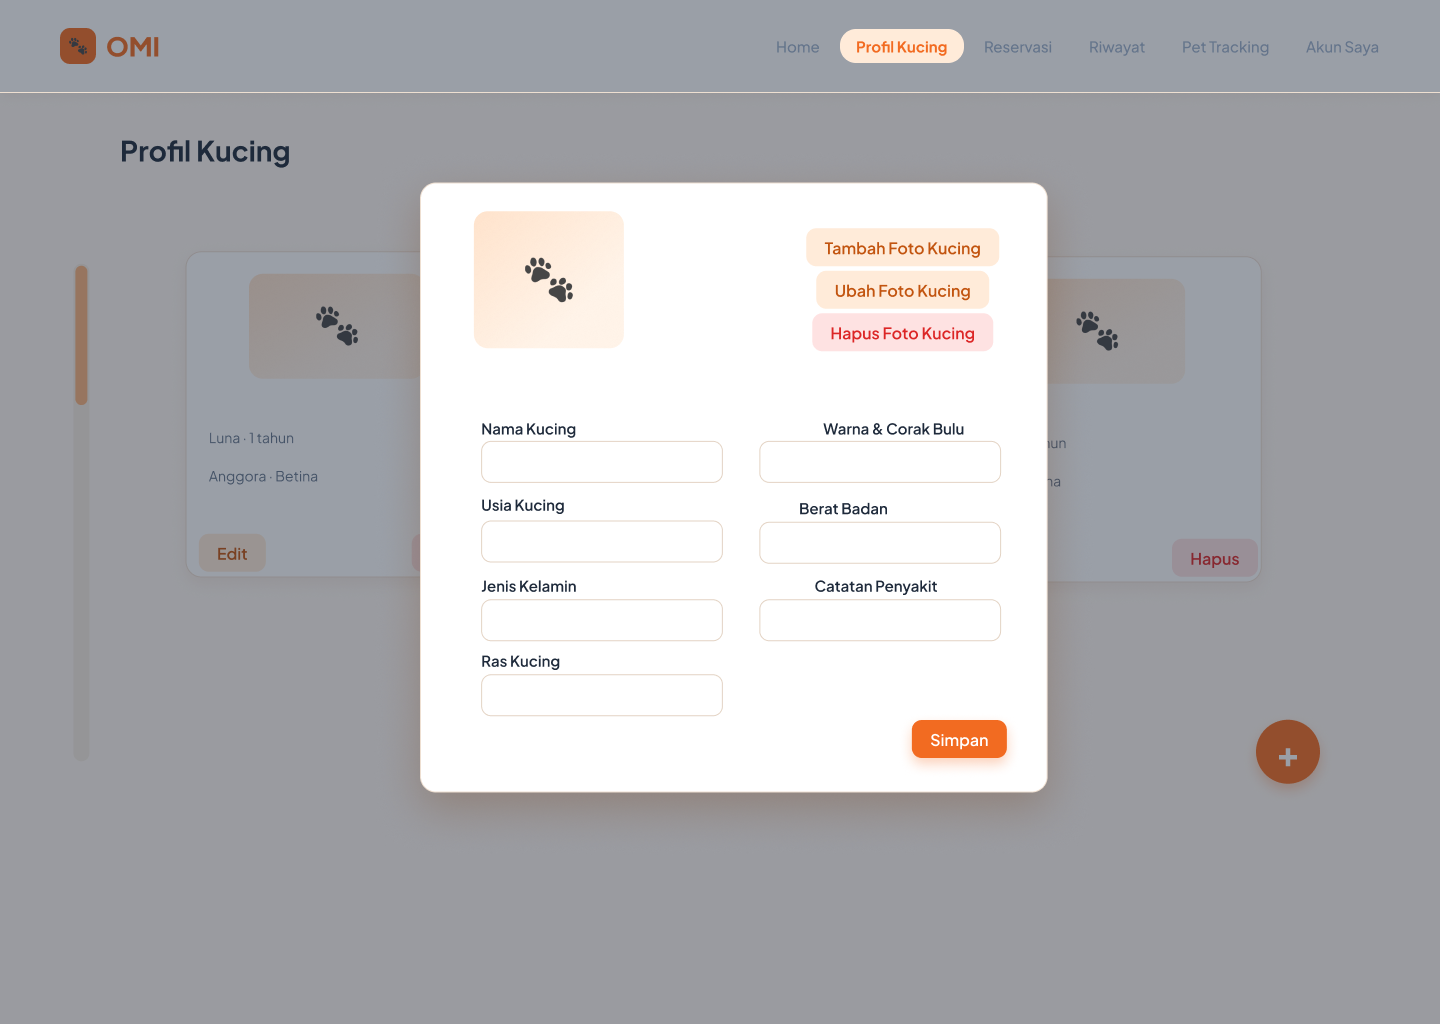 OMI
Home
Profil Kucing
Reservasi
Riwayat
Pet Tracking
Akun Saya
Profil Kucing
Tambah Foto Kucing
Ubah Foto Kucing
Hapus Foto Kucing
Luna · 1 tahun
Anggora · Betina
Edit
Nama Kucing
Warna & Corak Bulu
Usia Kucing
Berat Badan
Jenis Kelamin
Catatan Penyakit
Ras Kucing
Simpan
Hapus
+